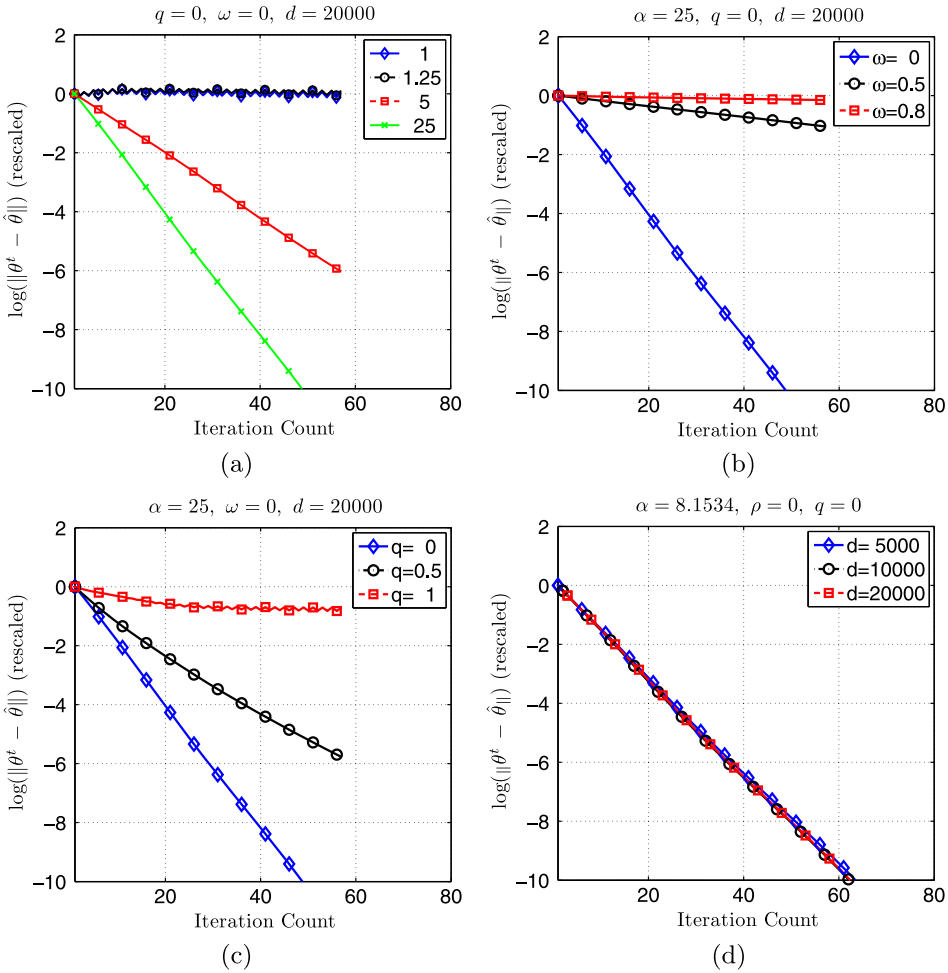 q = 0, ω = 0, d = 20000
log(||θ^t − θ̂||) (rescaled)
2
0
−2
−4
−6
−8
−10
20
40
60
80
Iteration Count
1
1.25
5
25
(a)
α = 25, q = 0, d = 20000
log(||θ^t − θ̂||) (rescaled)
2
0
−2
−4
−6
−8
−10
20
40
60
80
Iteration Count
ω= 0
ω=0.5
ω=0.8
(b)
α = 25, ω = 0, d = 20000
log(||θ^t − θ̂||) (rescaled)
2
0
−2
−4
−6
−8
−10
20
40
60
80
Iteration Count
q= 0
q=0.5
q= 1
(c)
α = 8.1534, ρ = 0, q = 0
log(||θ^t − θ̂||) (rescaled)
2
0
−2
−4
−6
−8
−10
20
40
60
80
Iteration Count
d= 5000
d=10000
d=20000
(d)